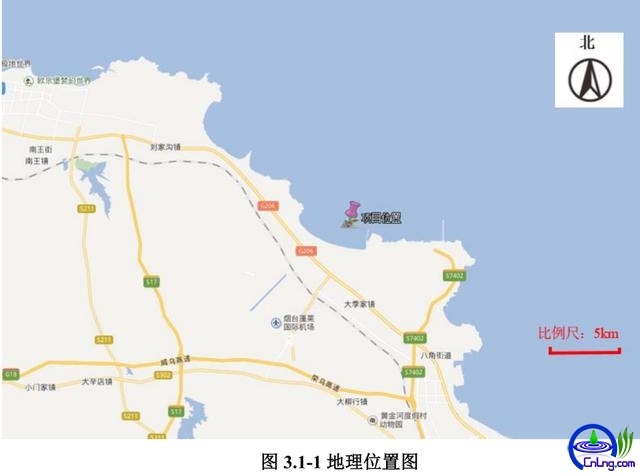 北
极地世界
欧乐堡梦幻世界
南王街
南王镇
刘家沟镇
项目位置
S211
G206
G206
S17
S7402
大季家镇
烟台蓬莱
国际机场
比例尺：5km
S211
S7402
八角街道
威乌高速
G18
S302
S7402
小门家镇
大辛店镇
荣乌高速
大柳行镇
S211
S17
黄金河度假村
动物园
S302
CnLng.com
图 3.1-1 地理位置图